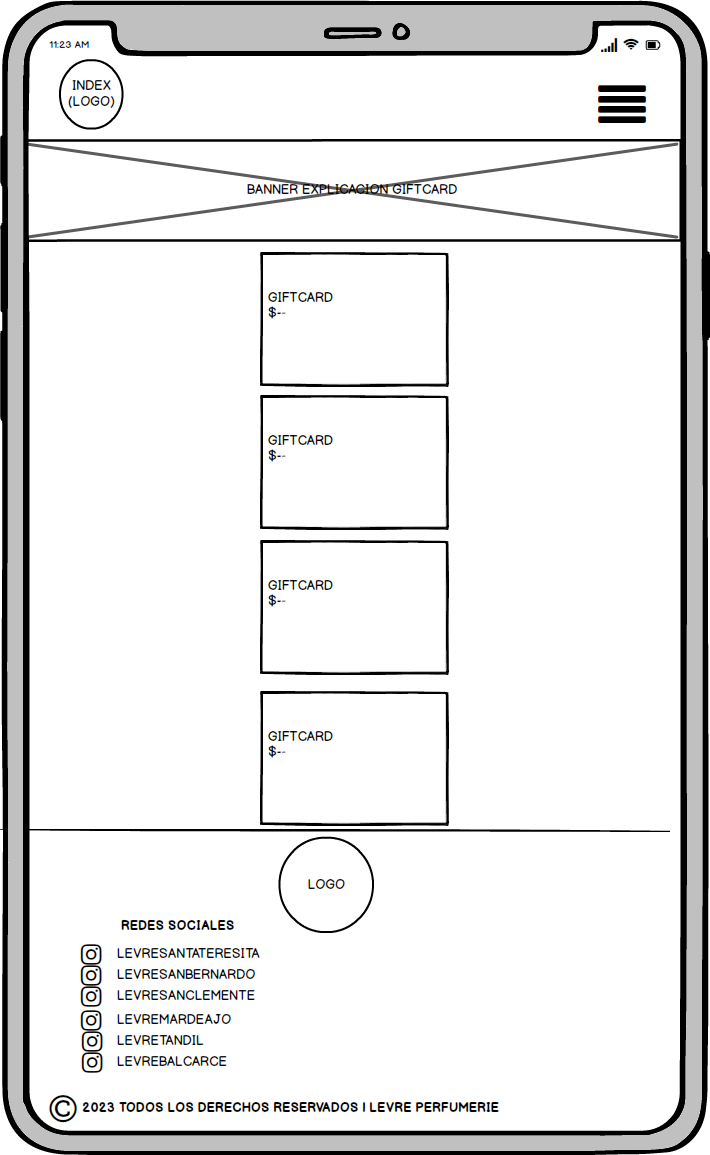 11:23 AM
INDEX
(LOGO)
BANNER EXPLICACION GIFTCARD
GIFTCARD
$--
GIFTCARD
$--
GIFTCARD
$--
GIFTCARD
$--
LOGO
REDES SOCIALES
LEVRESANTATERESITA
LEVRESANBERNARDO
LEVRESANCLEMENTE
LEVREMARDEAJO
LEVRETANDIL
LEVREBALCARCE
© 2023 TODOS LOS DERECHOS RESERVADOS | LEVRE PERFUMERIE